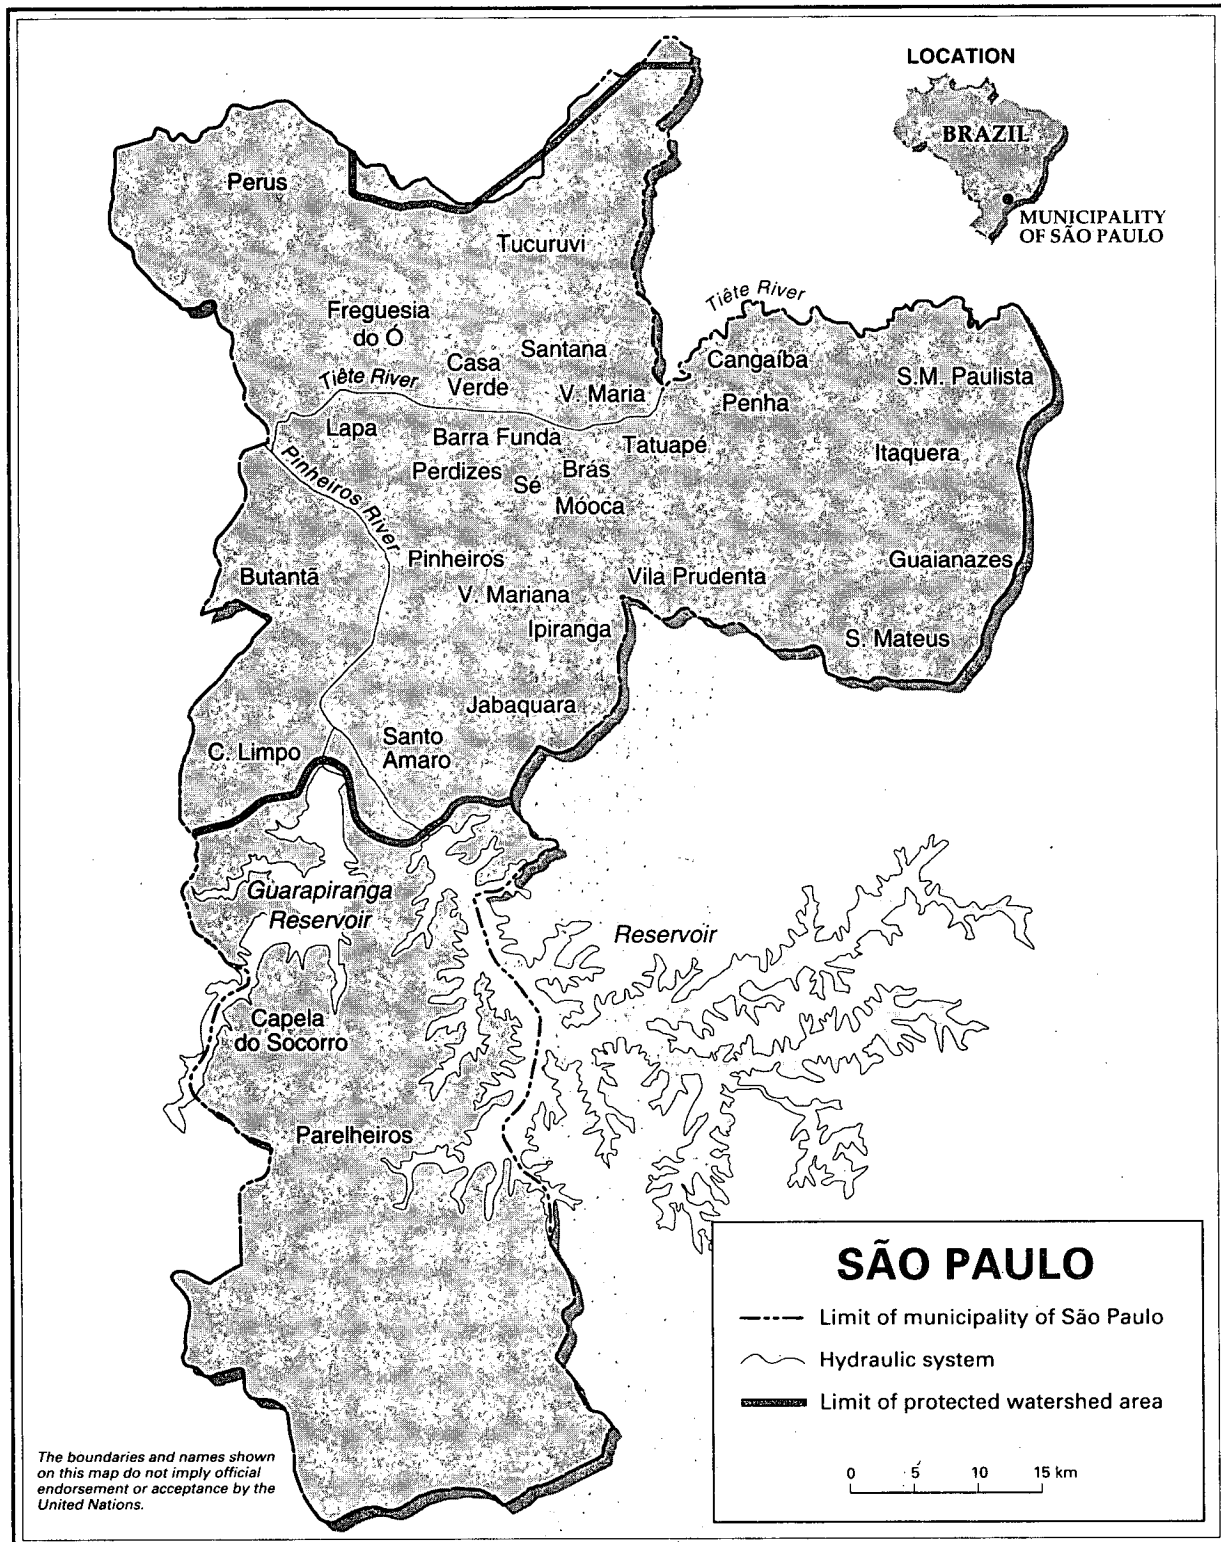 LOCATION
BRAZIL
MUNICIPALITY
OF SÃO PAULO
Perus
Tucuruvi
Tiête River
Freguesia
do Ó
Santana
Casa
Verde
Cangaíba
S.M. Paulista
Tiête River
V. Maria
Penha
Lapa
Barra Funda
Tatuapé
Itaquera
Pinheiros River
Perdizes
Sé
Brás
Móoca
Pinheiros
Guaianazes
Butantã
V. Mariana
Vila Prudenta
Ipiranga
S. Mateus
Jabaquara
Santo
Amaro
C. Limpo
Guarapiranga
Reservoir
Reservoir
Capela
do Socorro
Parelheiros
SÃO PAULO
Limit of municipality of São Paulo
Hydraulic system
Limit of protected watershed area
0 5 10 15 km
The boundaries and names shown
on this map do not imply official
endorsement or acceptance by the
United Nations.